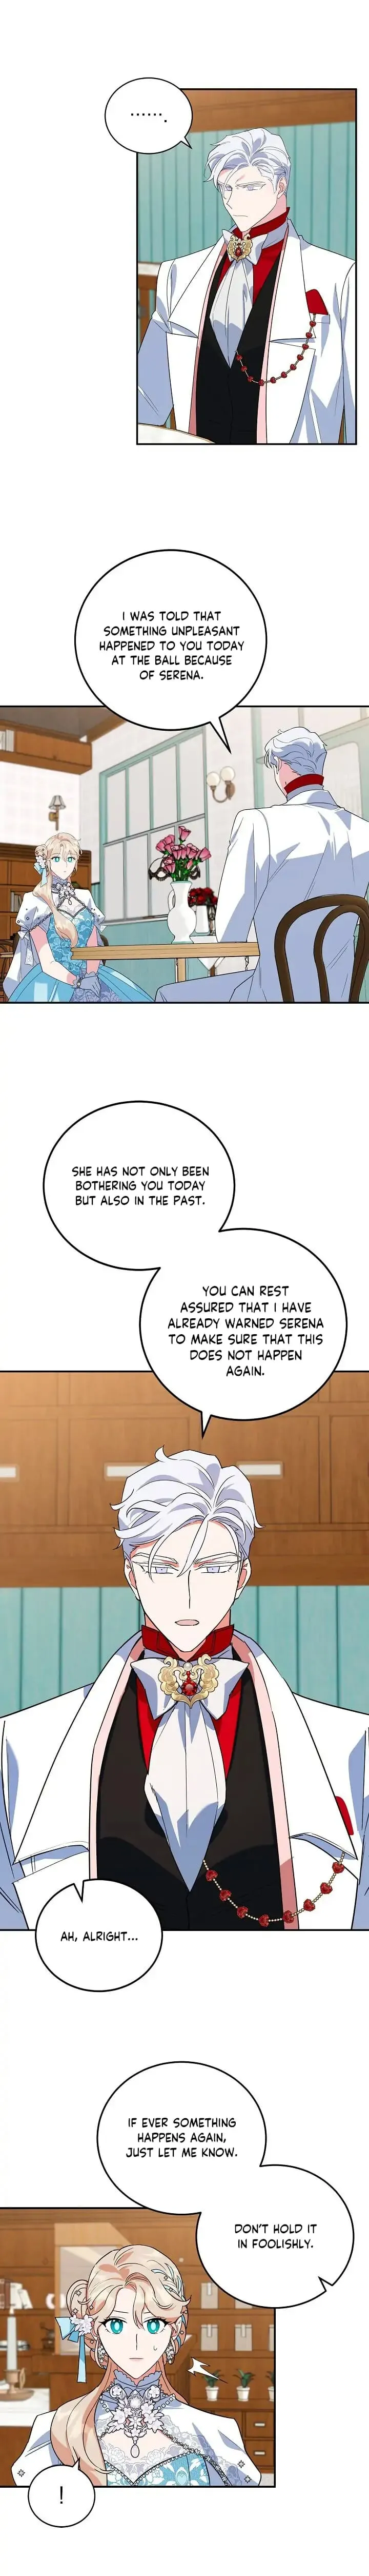 .......
I WAS TOLD THAT
SOMETHING UNPLEASANT
HAPPENED TO YOU TODAY
AT THE BALL BECAUSE
OF SERENA.
SHE HAS NOT ONLY BEEN
BOTHERING YOU TODAY
BUT ALSO IN THE PAST.
YOU CAN REST
ASSURED THAT I HAVE
ALREADY WARNED SERENA
TO MAKE SURE THAT THIS
DOES NOT HAPPEN
AGAIN.
AH, ALRIGHT...
IF EVER SOMETHING
HAPPENS AGAIN,
JUST LET ME KNOW.
DON'T HOLD IT
IN FOOLISHLY.
!